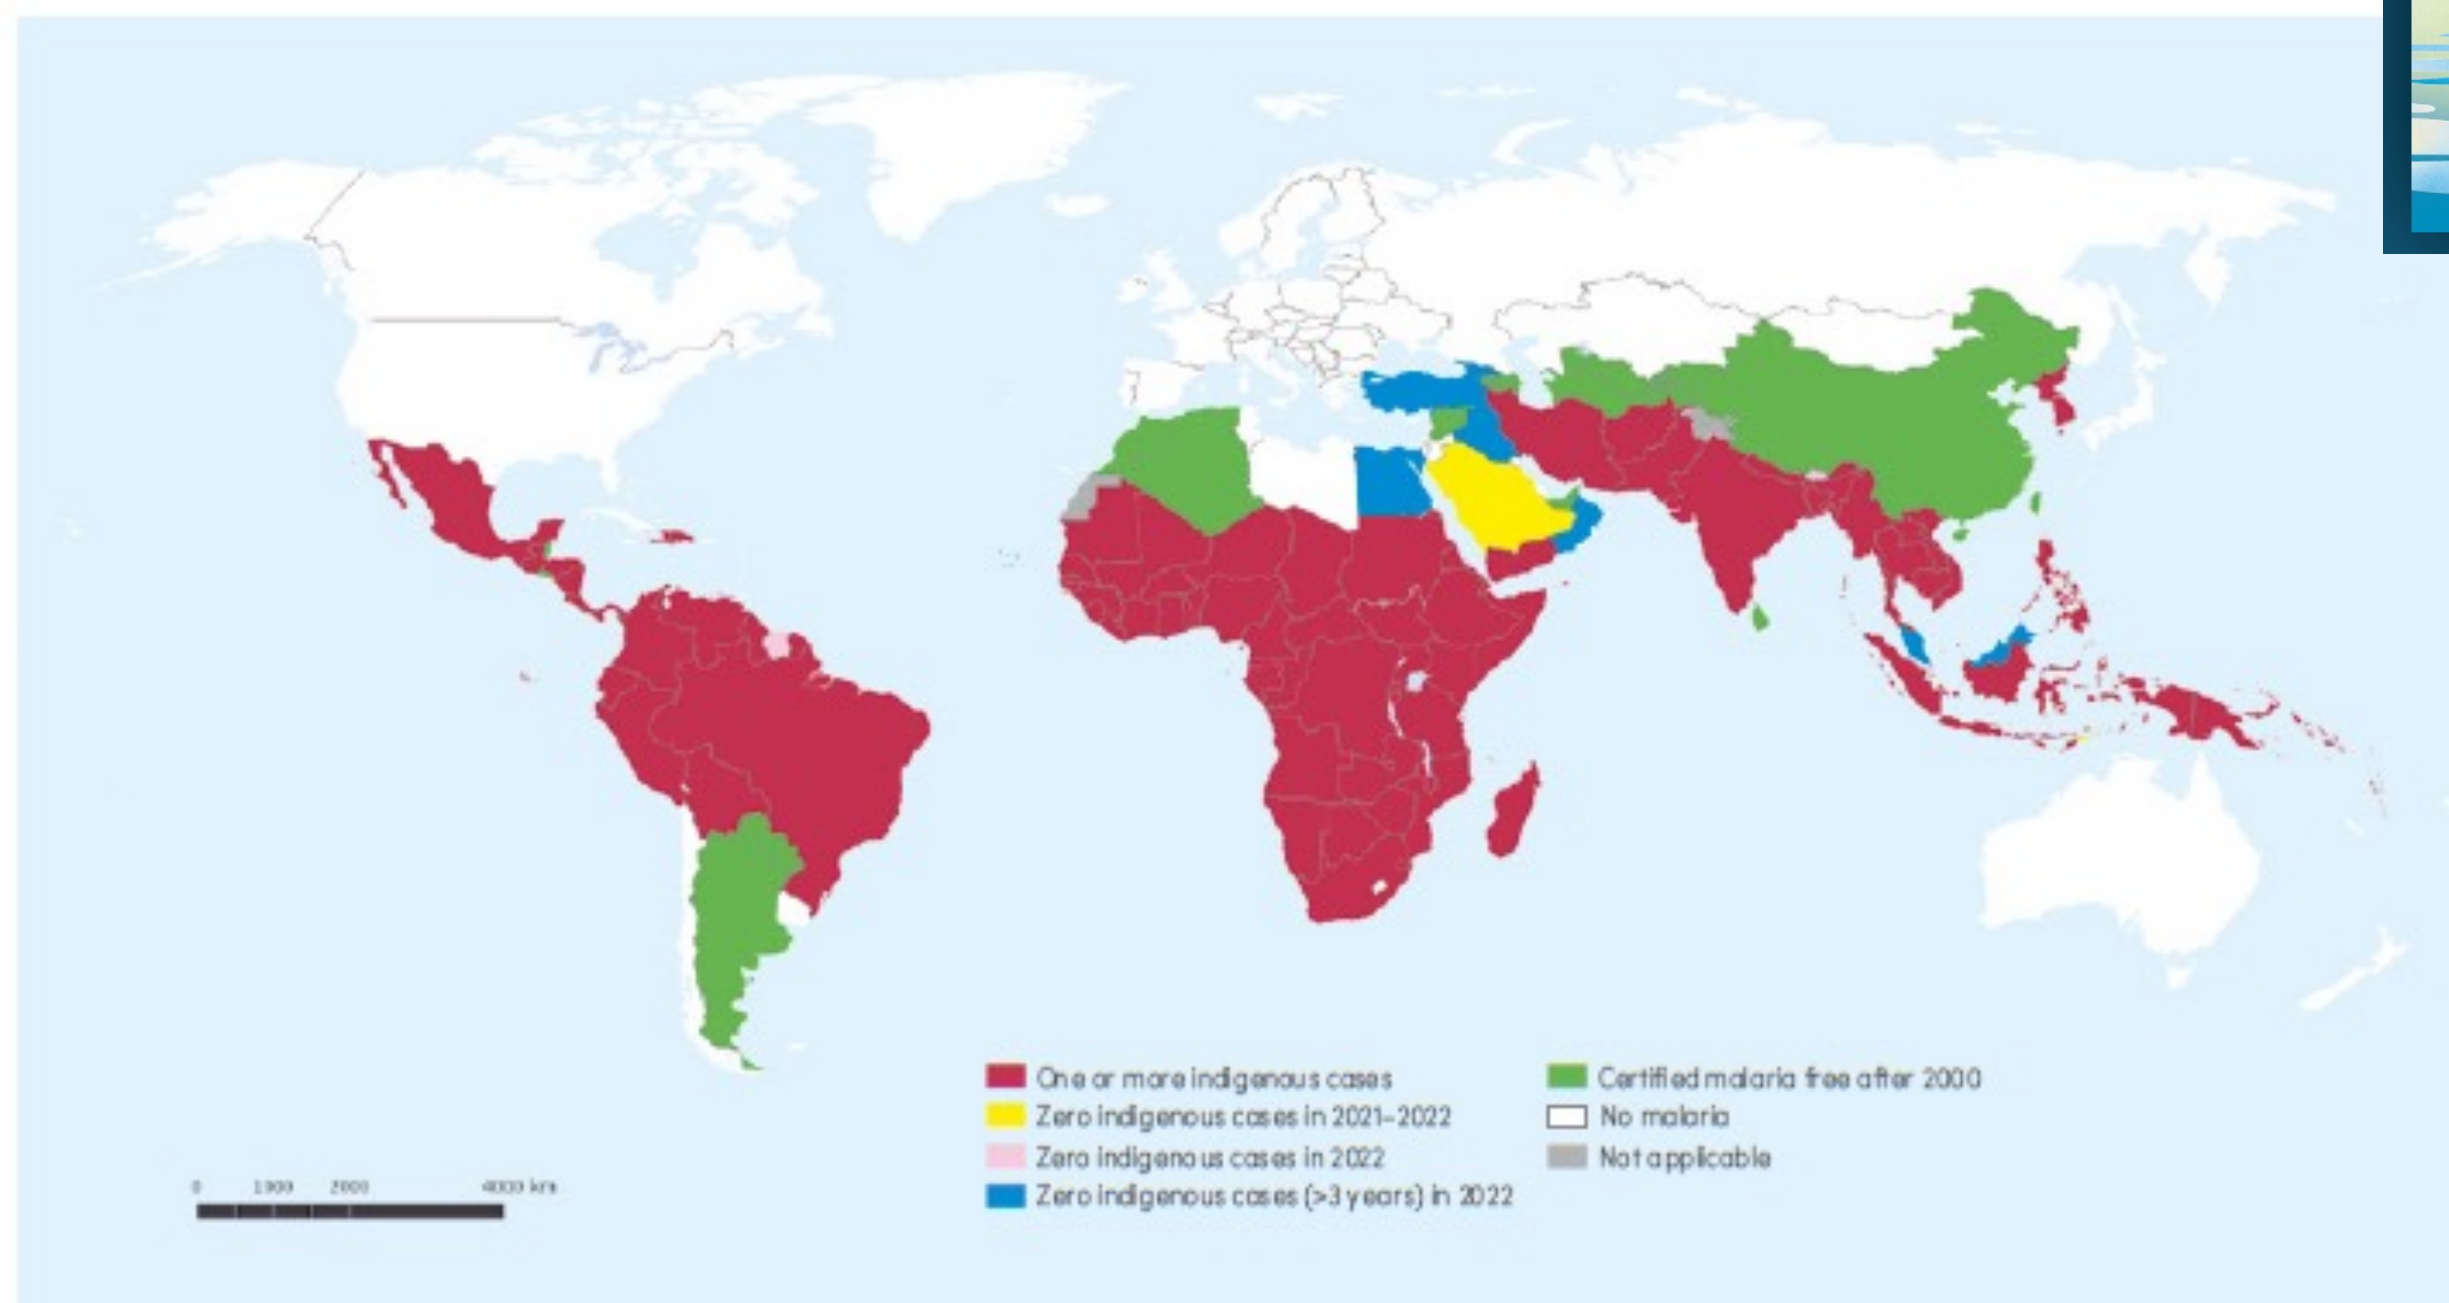 One or more indigenous cases
Zero indigenous cases in 2021–2022
Zero indigenous cases in 2022
Zero indigenous cases (>3 years) in 2022
Certified malaria free after 2000
No malaria
Not applicable
0 1000 2000 4000 km